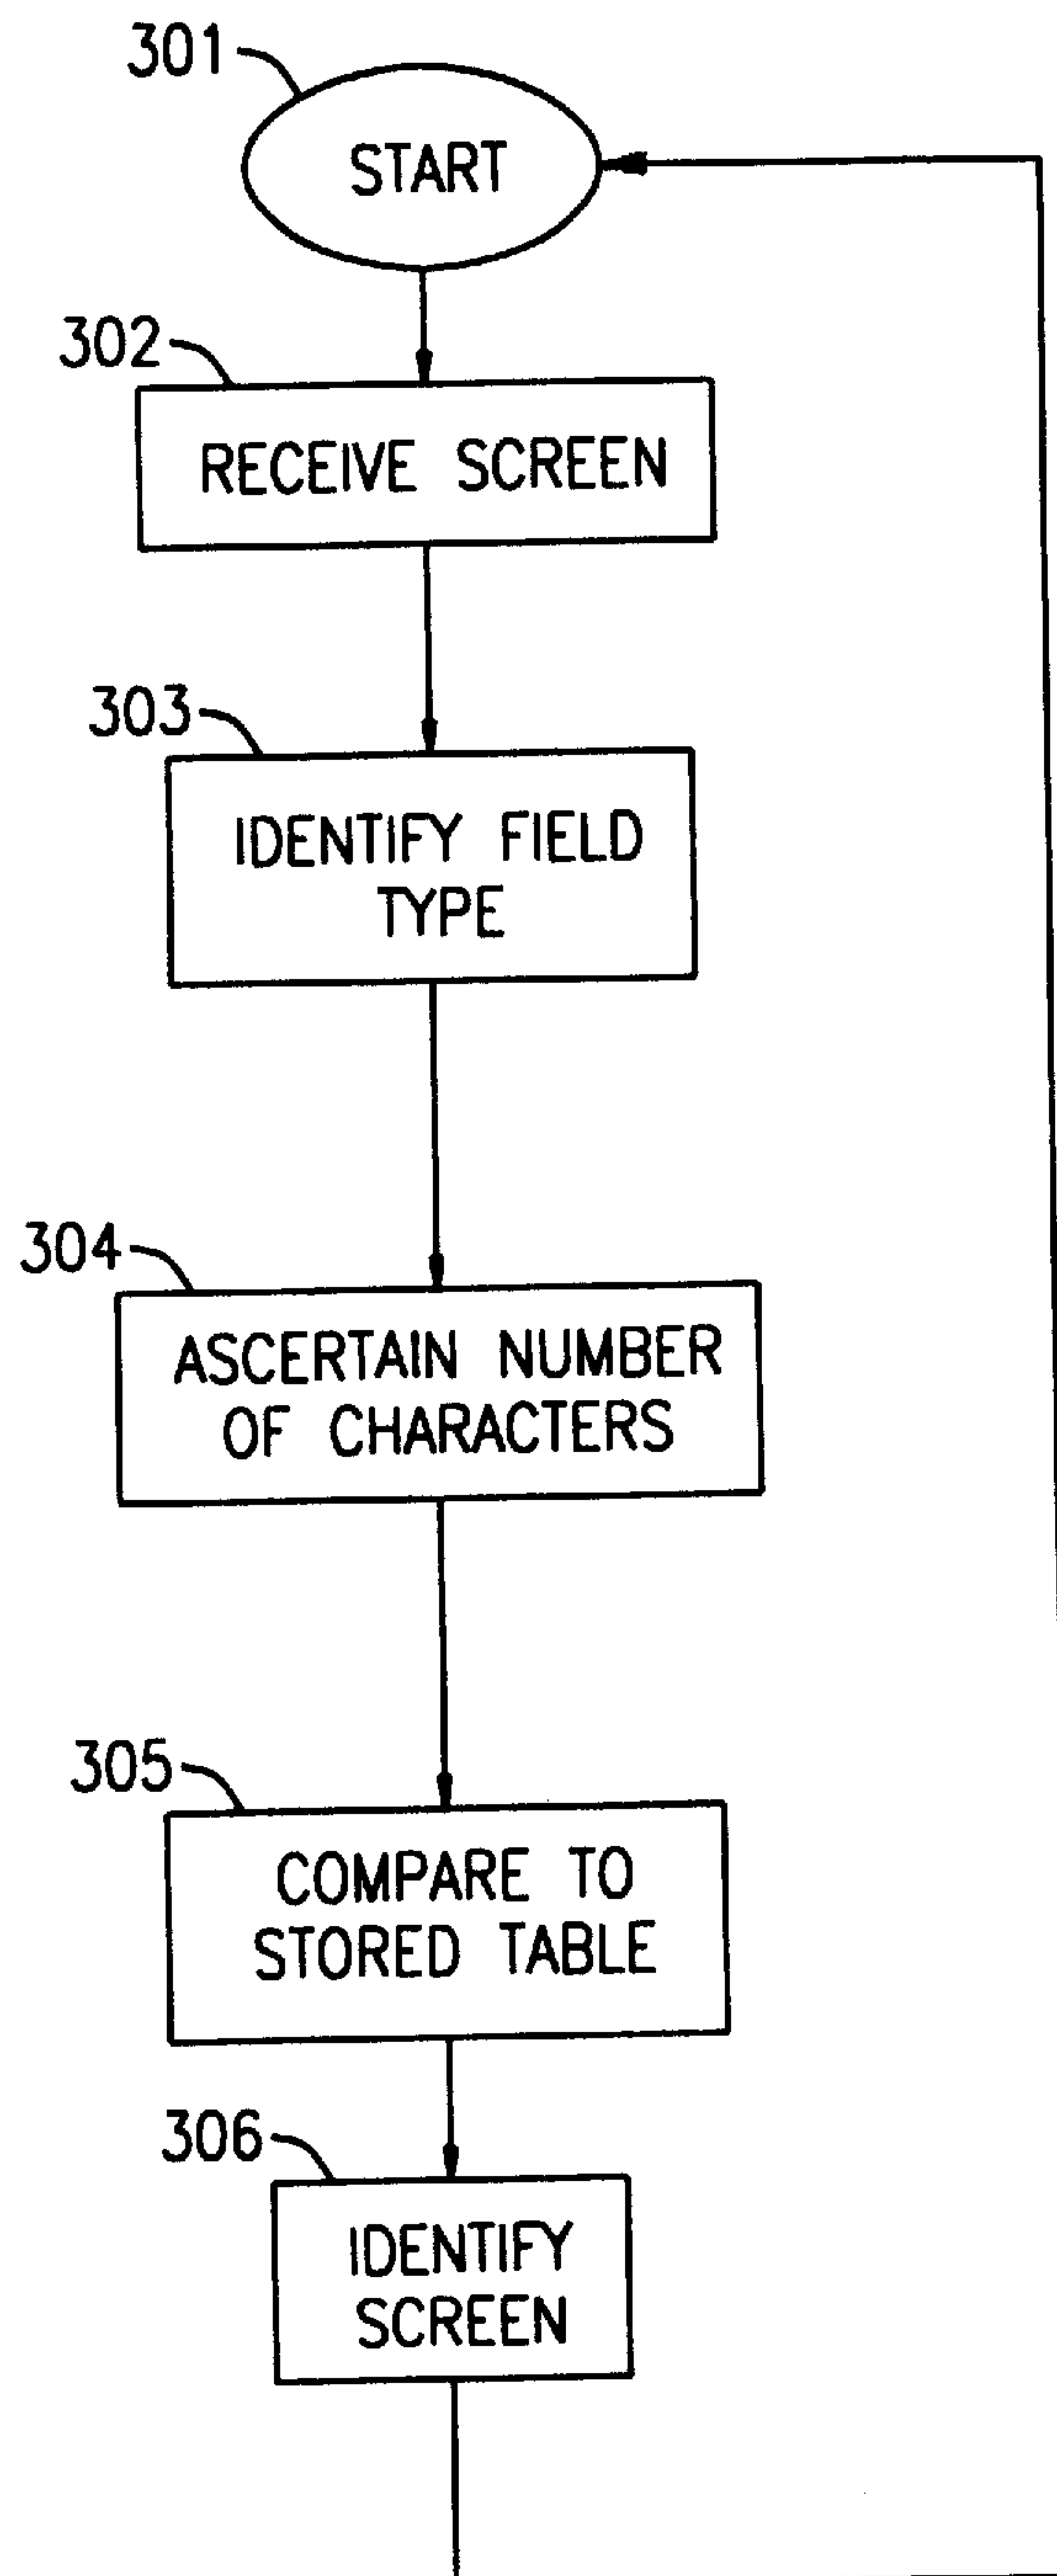 301
START
302
RECEIVE SCREEN
303
IDENTIFY FIELD
TYPE
304
ASCERTAIN NUMBER
OF CHARACTERS
305
COMPARE TO
STORED TABLE
306
IDENTIFY
SCREEN